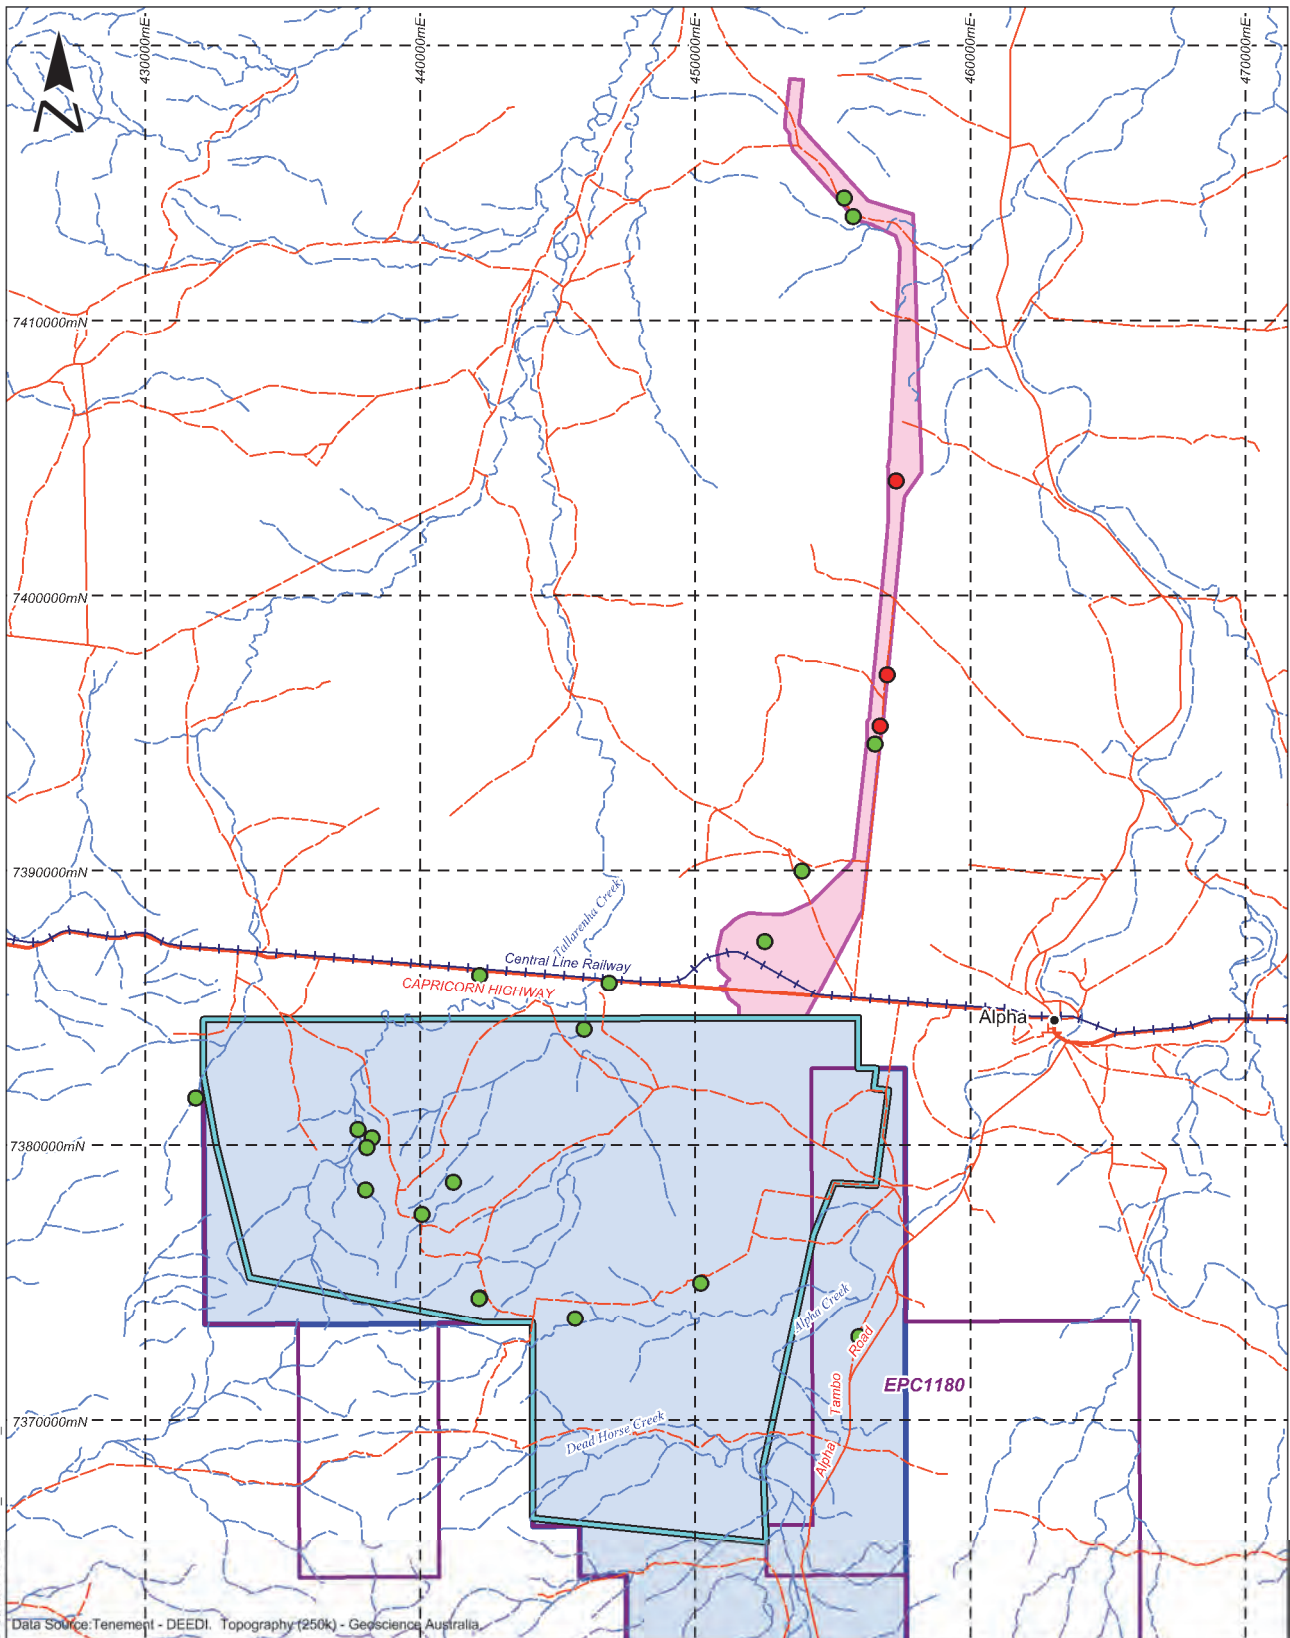 430000mE
440000mE
450000mE
460000mE
470000mE
N
7410000mN
7400000mN
7390000mN
Tallarenha Creek
Central Line Railway
CAPRICORN HIGHWAY
Alpha
7380000mN
Alpha Creek
Alpha Tambo Road
EPC1180
7370000mN
Dead Horse Creek
Data Source:Tenement - DEEDI. Topography (250k) - Geoscience Australia.